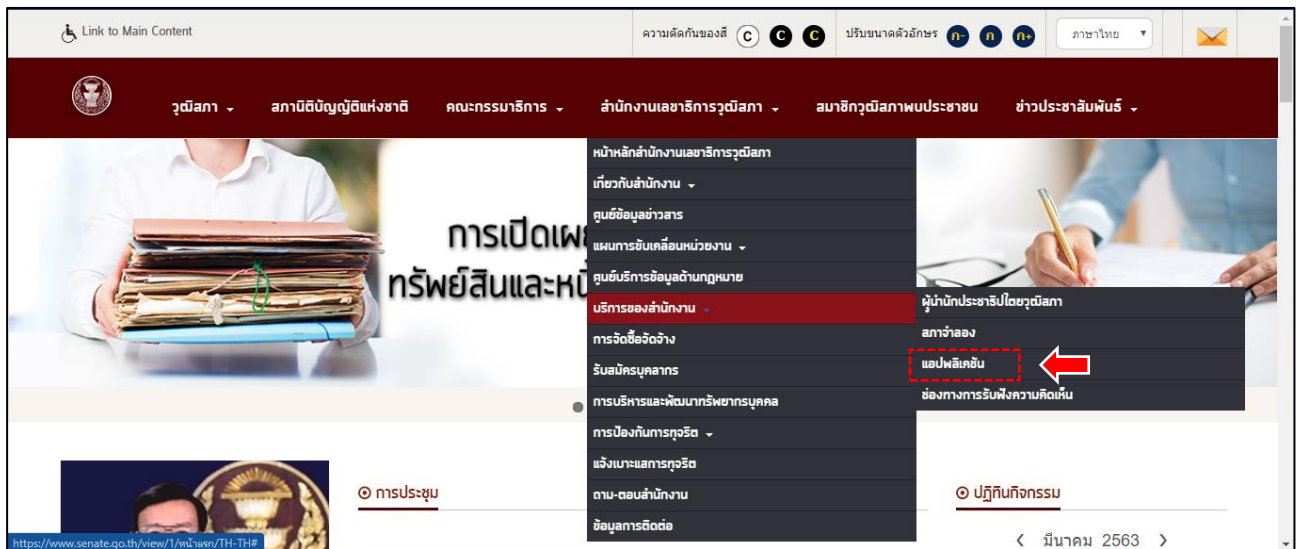 Link to Main Content
ความตัดกันของสี C C C
ปรับขนาดตัวอักษร ก- ก ก+
ภาษาไทย
วุฒิสภา
สภานิติบัญญัติแห่งชาติ
คณะกรรมาธิการ
สำนักงานเลขาธิการวุฒิสภา
สมาชิกวุฒิสภาพบประชาชน
ข่าวประชาสัมพันธ์
การเปิดเผย
ทรัพย์สินและหนี้
หน้าหลักสำนักงานเลขาธิการวุฒิสภา
เกี่ยวกับสำนักงาน
ศูนย์ข้อมูลข่าวสาร
แผนการขับเคลื่อนหน่วยงาน
ศูนย์บริการข้อมูลด้านกฎหมาย
บริการของสำนักงาน
การจัดซื้อจัดจ้าง
รับสมัครบุคลากร
การบริหารและพัฒนาทรัพยากรบุคคล
การป้องกันการทุจริต
แจ้งเบาะแสการทุจริต
ถาม-ตอบสำนักงาน
ข้อมูลการติดต่อ
ผู้นำนักประชาธิปไตยวุฒิสภา
สภาจำลอง
แอปพลิเคชัน
ช่องทางการรับฟังความคิดเห็น
การประชุม
ปฏิทินกิจกรรม
มีนาคม 2563
https://www.senate.go.th/view/1/หน้าแรก/TH-TH#